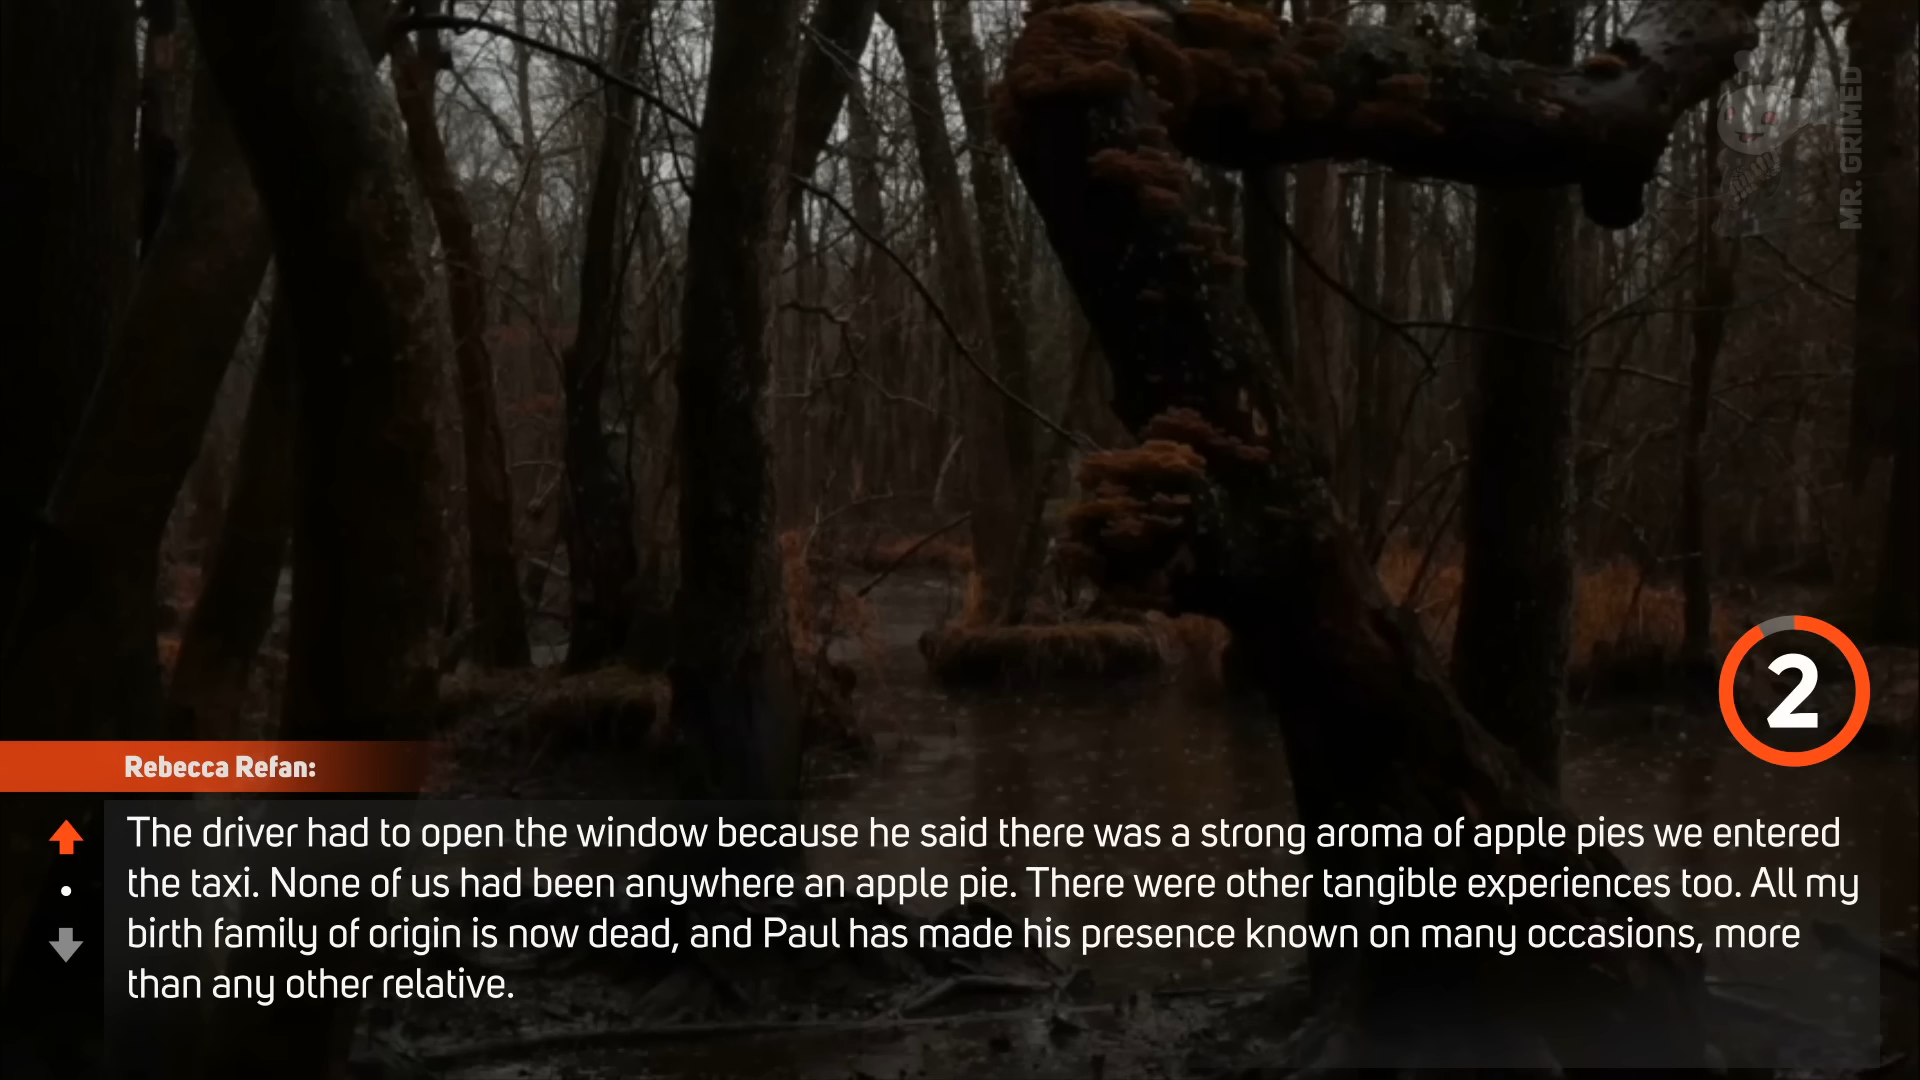 MR. GRIMED
2
Rebecca Refan:
The driver had to open the window because he said there was a strong aroma of apple pies we entered
the taxi. None of us had been anywhere an apple pie. There were other tangible experiences too. All my
birth family of origin is now dead, and Paul has made his presence known on many occasions, more
than any other relative.